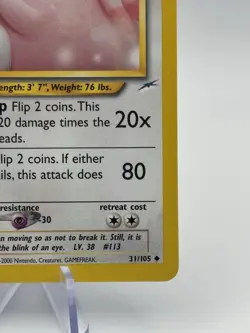 ength: 3' 7", Weight: 76 lbs.
p Flip 2 coins. This
20 damage times the 20x
eads.
lip 2 coins. If either
ils, this attack does 80
resistance retreat cost
30
n moving so as not to break it. Still, it is
the blink of an eye. LV. 38 #113
-2000 Nintendo, Creatures, GAMEFREAK. 31/105